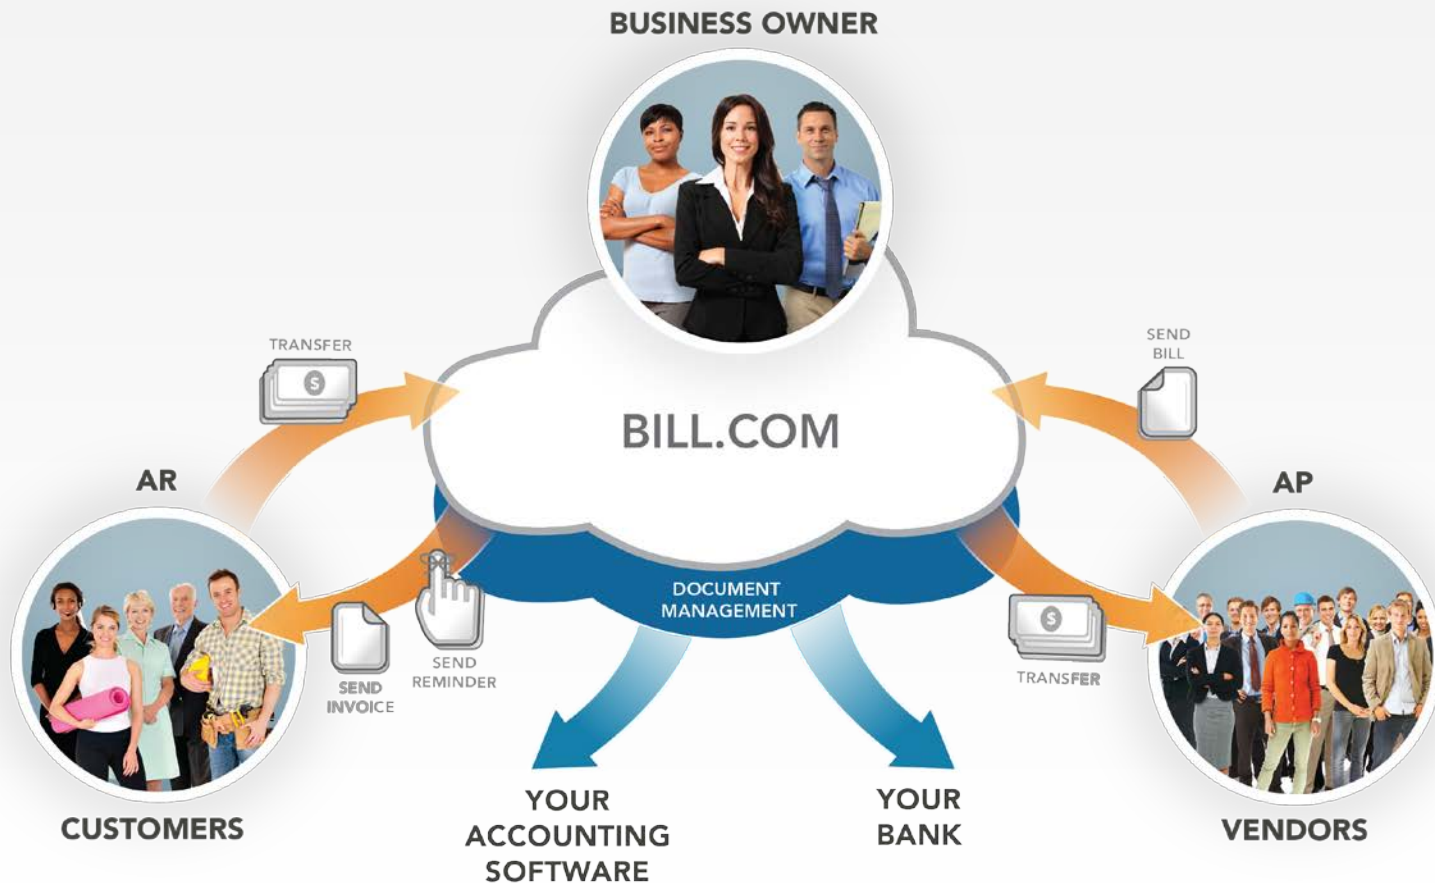 BUSINESS OWNER
TRANSFER
$
SEND
BILL
BILL.COM
AR
AP
DOCUMENT
MANAGEMENT
$
TRANSFER
SEND
REMINDER
SEND
INVOICE
CUSTOMERS
YOUR
ACCOUNTING
SOFTWARE
YOUR
BANK
VENDORS